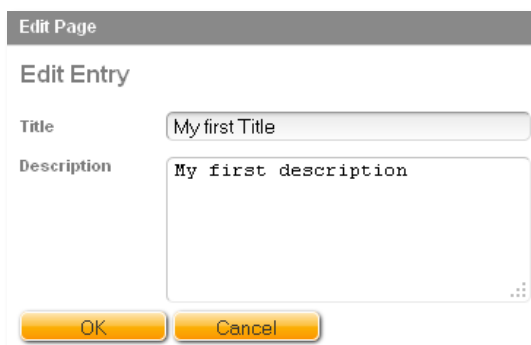 Edit Page
Edit Entry
Title My first Title
Description My first description
OK Cancel